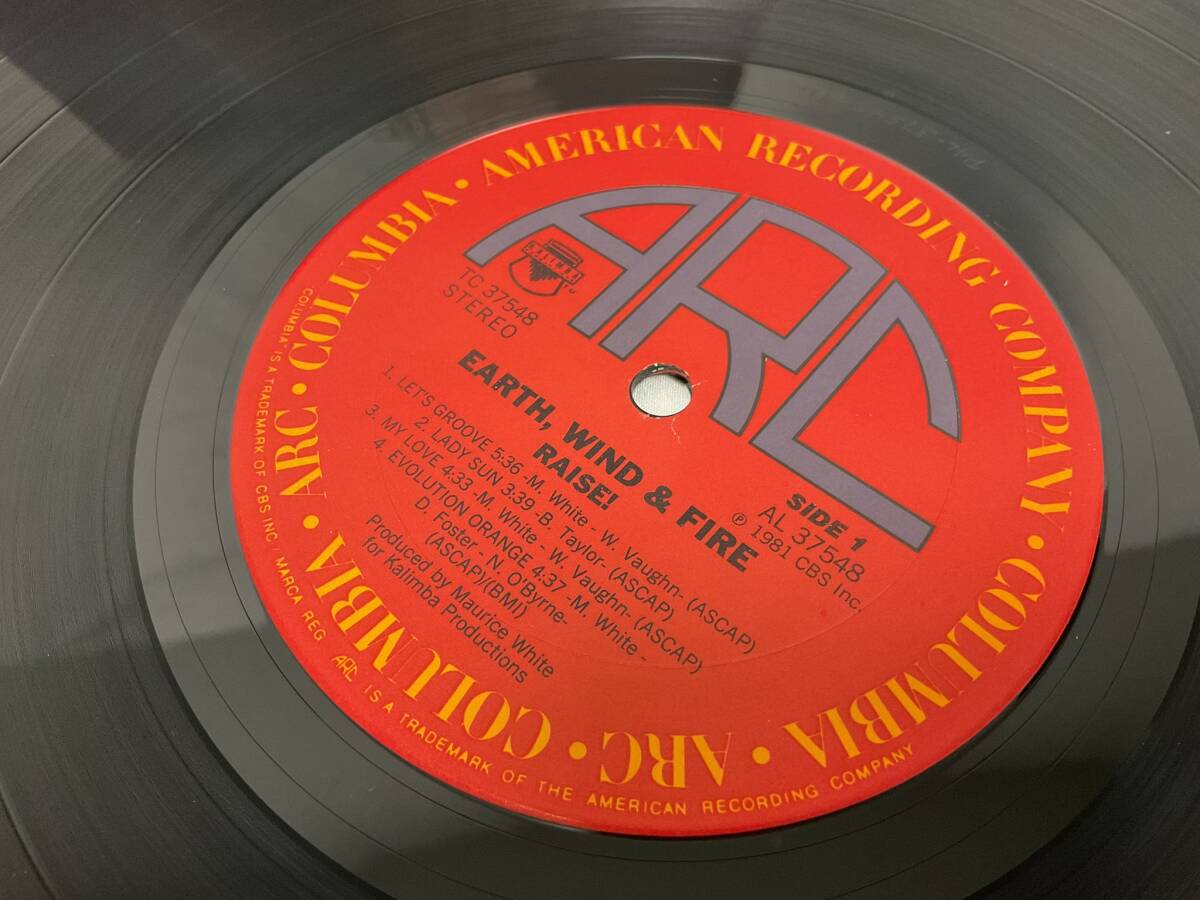 AMERICAN RECORDING COMPANY • COLUMBIA • ARC • COLUMBIA • ARC • COLUMBIA •
ARC
KALIMBA
TC 37548
STEREO
SIDE 1
AL 37548
℗ 1981 CBS Inc.
EARTH, WIND & FIRE
RAISE!
1. LET'S GROOVE 5:36 -M. White - W. Vaughn- (ASCAP)
2. LADY SUN 3:39 -B. Taylor- (ASCAP)
3. MY LOVE 4:33 -M. White - W. Vaughn- (ASCAP)
4. EVOLUTION ORANGE 4:37 -M. White -
D. Foster - N. O'Byrne-
(ASCAP)(BMI)
Produced by Maurice White
for Kalimba Productions
COLUMBIA" IS A TRADEMARK OF CBS INC / MARCA REG. ARC IS A TRADEMARK OF THE AMERICAN RECORDING COMPANY